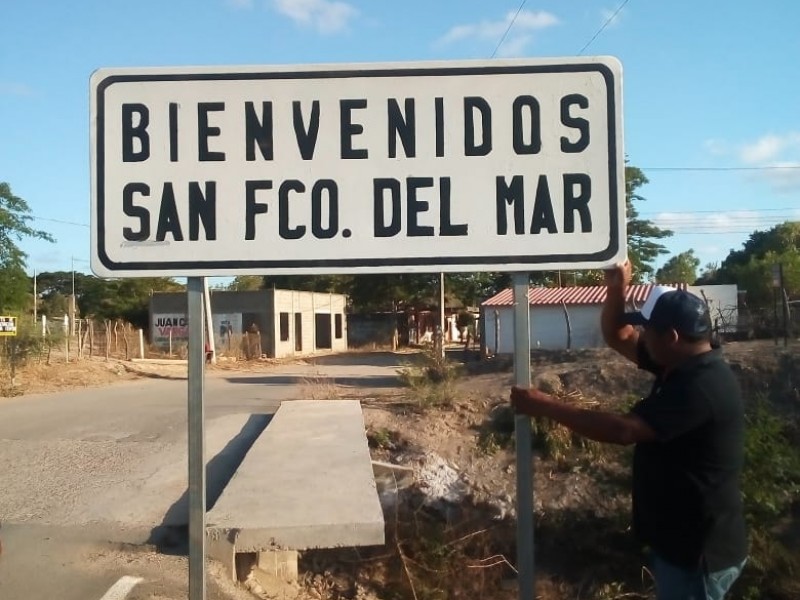 BIENVENIDOS
SAN FCO. DEL MAR
JUAN